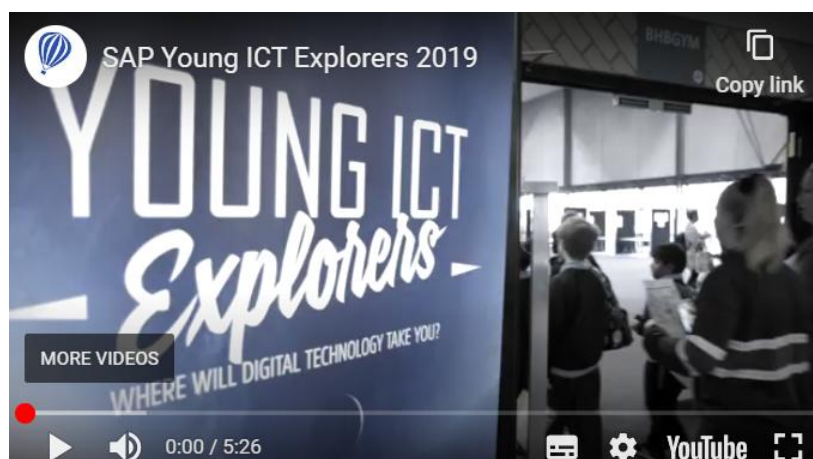 SAP Young ICT Explorers 2019
BHBGYM
Copy link
YOUNG ICT
Explorers
WHERE WILL DIGITAL TECHNOLOGY TAKE YOU?
MORE VIDEOS
0:00 / 5:26
YouTube